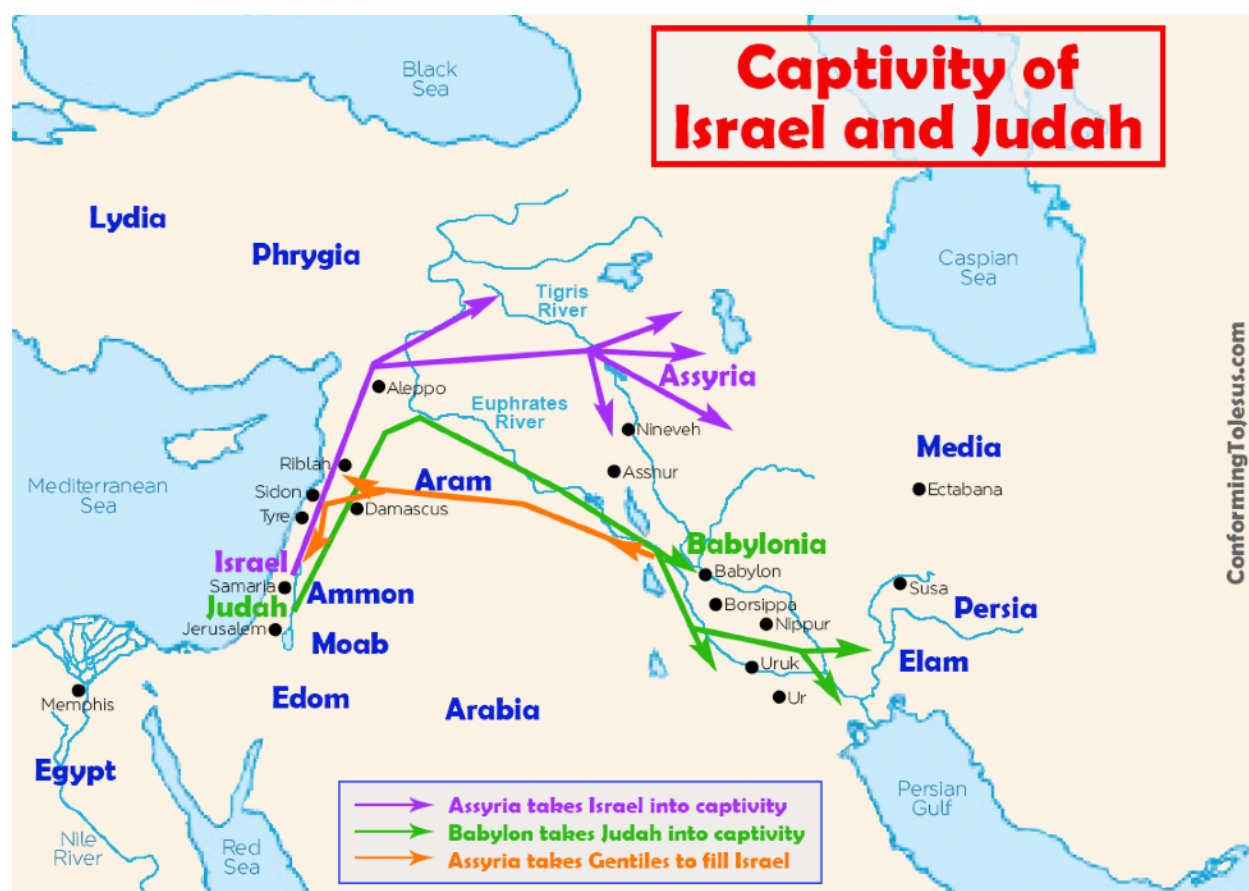 Captivity of
Israel and Judah
Black
Sea
Lydia
Phrygia
Caspian
Sea
Tigris
River
Assyria
Aleppo
Euphrates
River
Nineveh
Media
Riblah
Aram
Asshur
Mediterranean
Sea
Sidon
Ectabana
Tyre
Damascus
Israel
Babylonia
Samaria
Ammon
Babylon
Susa
Judah
Borsippa
Persia
Jerusalem
Nippur
Moab
Elam
Uruk
Edom
Arabia
Ur
Memphis
Egypt
Persian
Gulf
Nile
River
Red
Sea
Assyria takes Israel into captivity
Babylon takes Judah into captivity
Assyria takes Gentiles to fill Israel
ConformingToJesus.com